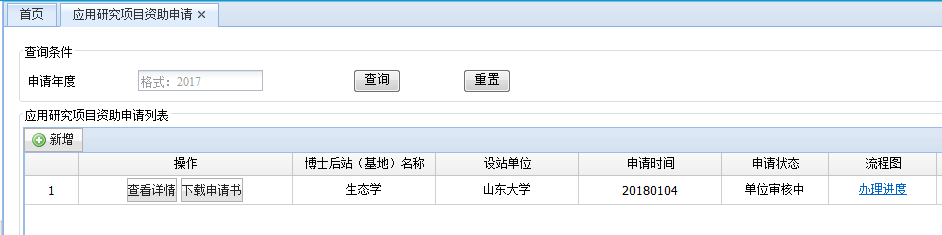 首页 应用研究项目资助申请 ×
查询条件
申请年度 格式：2017 查询 重置
应用研究项目资助申请列表
新增
操作 博士后站（基地）名称 设站单位 申请时间 申请状态 流程图
1 查看详情 下载申请书 生态学 山东大学 20180104 单位审核中 办理进度